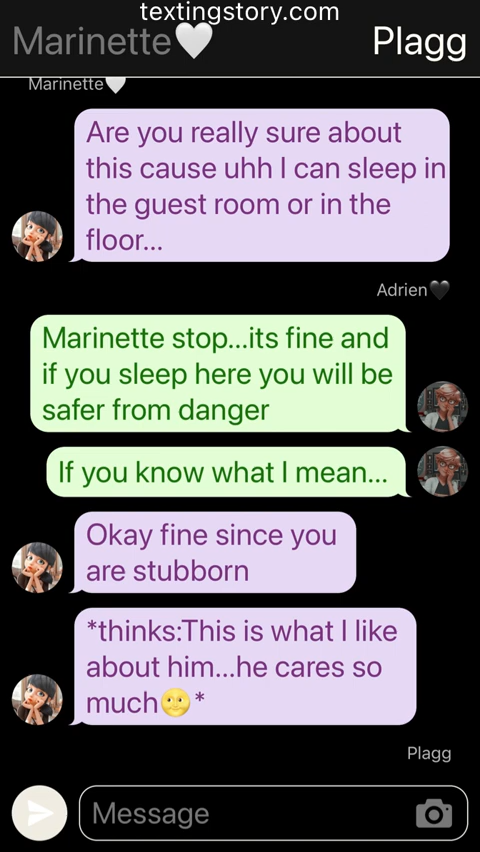 textingstory.com
Marinette🤍 Plagg
Marinette🤍
Are you really sure about
this cause uhh I can sleep in
the guest room or in the
floor...
Adrien🖤
Marinette stop...its fine and
if you sleep here you will be
safer from danger
If you know what I mean...
Okay fine since you
are stubborn
*thinks:This is what I like
about him...he cares so
much🌝*
Plagg
Message